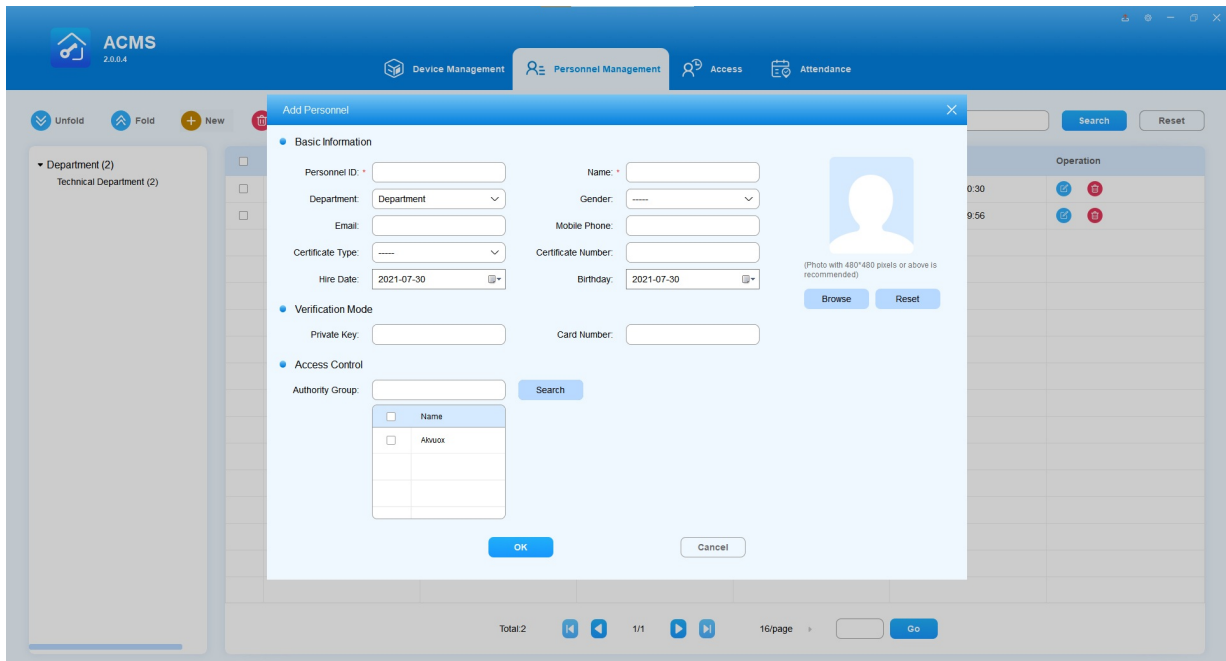 ACMS
2.0.0.4
Device Management
Personnel Management
Access
Attendance
Unfold
Fold
New
Search
Reset
Department (2)
Technical Department (2)
Operation
0:30
9:56
Add Personnel
Basic Information
Personnel ID: *
Name: *
Department: Department
Gender: -----
Email:
Mobile Phone:
Certificate Type: -----
Certificate Number:
Hire Date: 2021-07-30
Birthday: 2021-07-30
(Photo with 480*480 pixels or above is
recommended)
Browse
Reset
Verification Mode
Private Key:
Card Number:
Access Control
Authority Group:
Search
Name
Akvuox
OK
Cancel
Total:2
1/1
16/page
Go